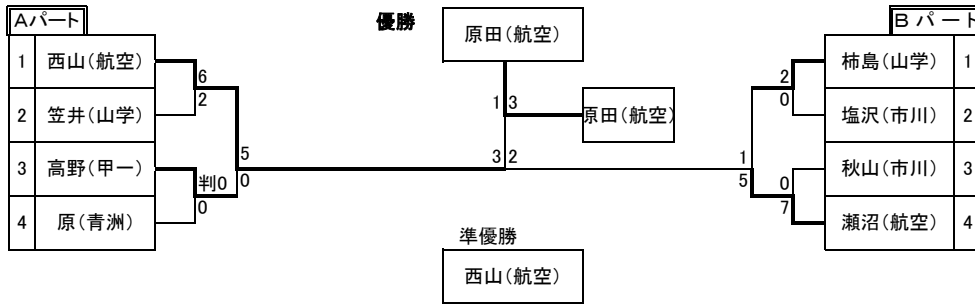 Aパート
優勝
原田(航空)
Bパート
1 西山(航空)
6
2
2 笠井(山学)
3 高野(甲一)
判0
0
4 原(青洲)
5
0
1 3
原田(航空)
3 2
1
5
2
0
柿島(山学) 1
塩沢(市川) 2
秋山(市川) 3
0
7
瀬沼(航空) 4
準優勝
西山(航空)